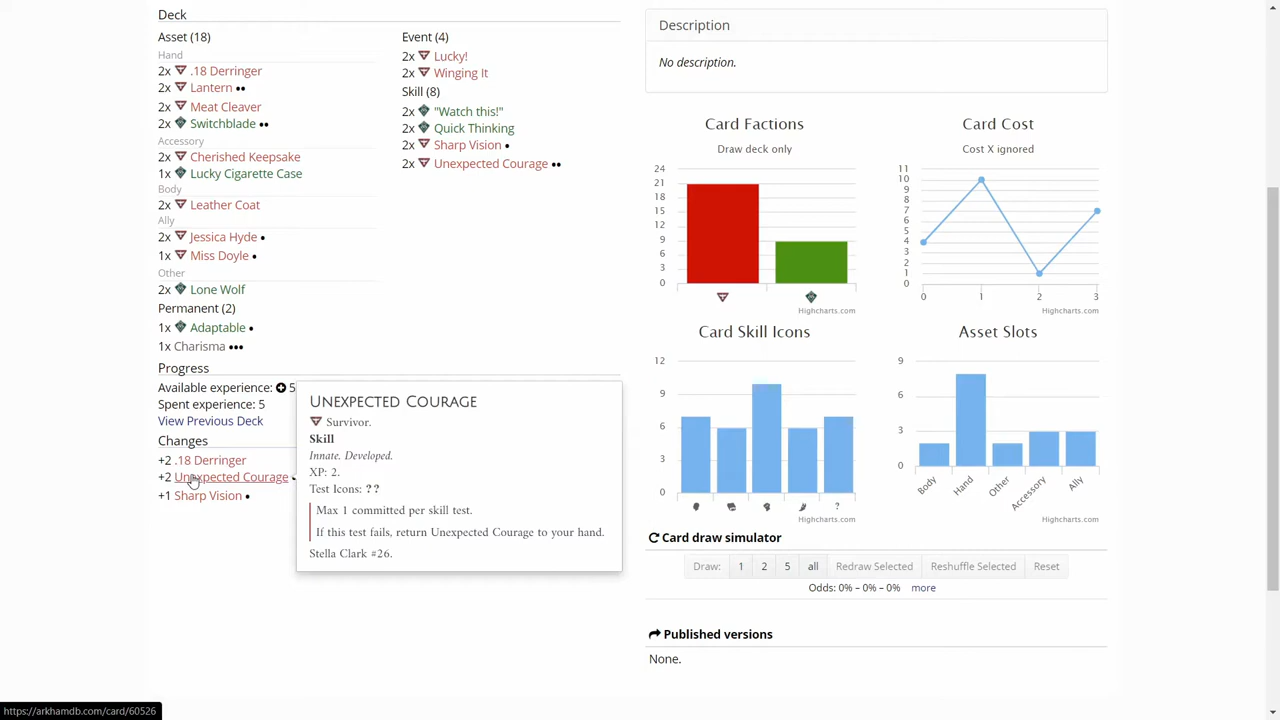 Deck
Asset (18)
Hand
2x .18 Derringer
2x Lantern ••
2x Meat Cleaver
2x Switchblade ••
Accessory
2x Cherished Keepsake
1x Lucky Cigarette Case
Body
2x Leather Coat
Ally
2x Jessica Hyde •
1x Miss Doyle •
Other
2x Lone Wolf
Permanent (2)
1x Adaptable •
1x Charisma •••
Event (4)
2x Lucky!
2x Winging It
Skill (8)
2x "Watch this!"
2x Quick Thinking
2x Sharp Vision •
2x Unexpected Courage ••
Progress
Available experience: 5
Spent experience: 5
View Previous Deck
Changes
+2 .18 Derringer
+2 Unexpected Courage
+1 Sharp Vision •
Unexpected Courage
Survivor.
Skill
Innate. Developed.
XP: 2.
Test Icons: ??
Max 1 committed per skill test.
If this test fails, return Unexpected Courage to your hand.
Stella Clark #26.
Description
No description.
Card Factions
Draw deck only
24
21
18
15
12
9
6
3
0
Highcharts.com
Card Cost
Cost X ignored
11
10
9
8
7
6
5
4
3
2
1
0
0 1 2 3
Highcharts.com
Card Skill Icons
12
9
6
3
0
?
Highcharts.com
Asset Slots
9
6
3
0
Body Hand Other Accessory Ally
Highcharts.com
Card draw simulator
Draw: 1 2 5 all Redraw Selected Reshuffle Selected Reset
Odds: 0% – 0% – 0% more
Published versions
None.
https://arkhamdb.com/card/60526